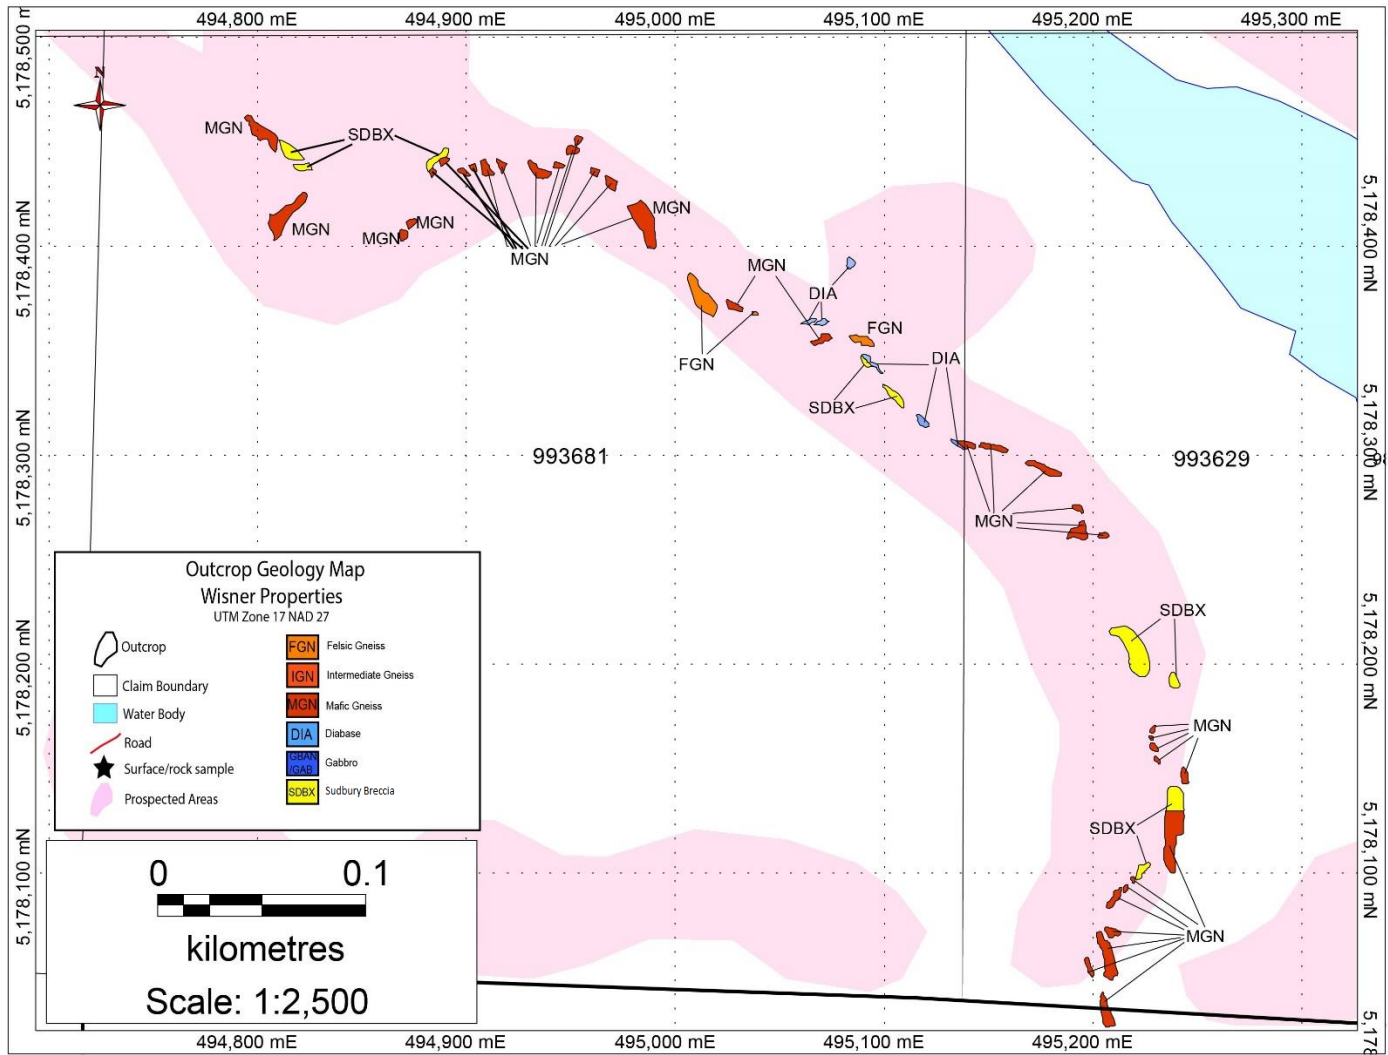 494,800 mE 494,900 mE 495,000 mE 495,100 mE 495,200 mE 495,300 mE
5,178,500 m
N
MGN
SDBX
MGN
MGN
MGN
MGN
MGN
5,178,400 mN
5,178,400 mN
MGN
DIA
FGN
FGN
DIA
SDBX
993681
993629
5,178,300 mN
5,178,300 mN
MGN
Outcrop Geology Map
Wisner Properties
UTM Zone 17 NAD 27
Outcrop
Claim Boundary
Water Body
Road
Surface/rock sample
Prospected Areas
FGN Felsic Gneiss
IGN Intermediate Gneiss
MGN Mafic Gneiss
DIA Diabase
GBAN
/GAB Gabbro
SDBX Sudbury Breccia
SDBX
5,178,200 mN
5,178,200 mN
MGN
SDBX
MGN
5,178,100 mN
5,178,100 mN
0 0.1
kilometres
Scale: 1:2,500
5,178
494,800 mE 494,900 mE 495,000 mE 495,100 mE 495,200 mE